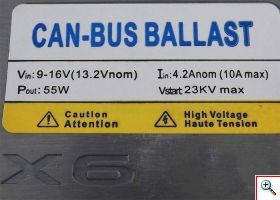 CAN-BUS BALLAST
Vin: 9-16V(13.2Vnom) Iin: 4.2Anom (10A max)
Pout: 55W Vstart: 23KV max
Caution High Voltage
Attention Haute Tension
X6